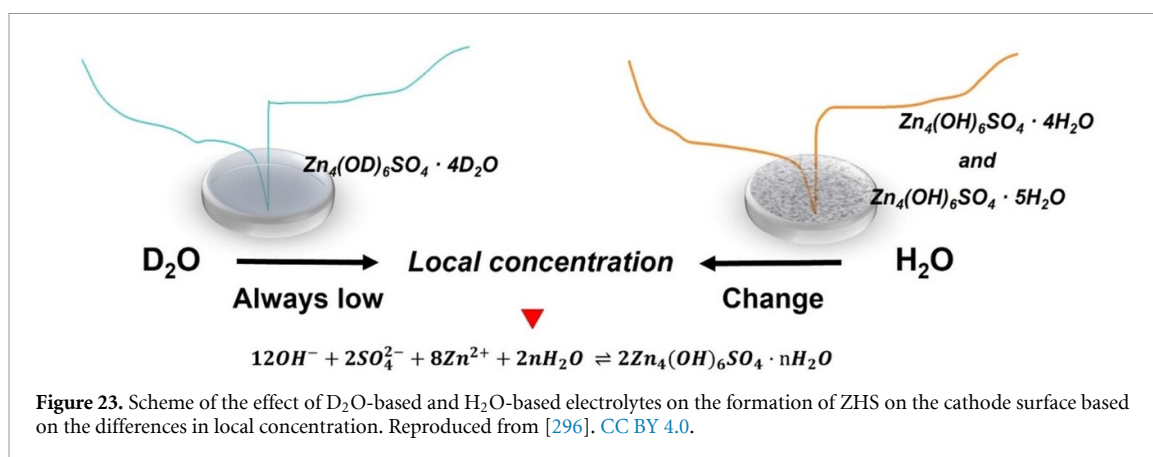 Zn₄(OD)₆SO₄ · 4D₂O
Zn₄(OH)₆SO₄ · 4H₂O
and
Zn₄(OH)₆SO₄ · 5H₂O
D₂O
Local concentration
H₂O
Always low
Change
12OH⁻ + 2SO₄²⁻ + 8Zn²⁺ + 2nH₂O ⇌ 2Zn₄(OH)₆SO₄ · nH₂O
Figure 23. Scheme of the effect of D₂O-based and H₂O-based electrolytes on the formation of ZHS on the cathode surface based
on the differences in local concentration. Reproduced from [296]. CC BY 4.0.